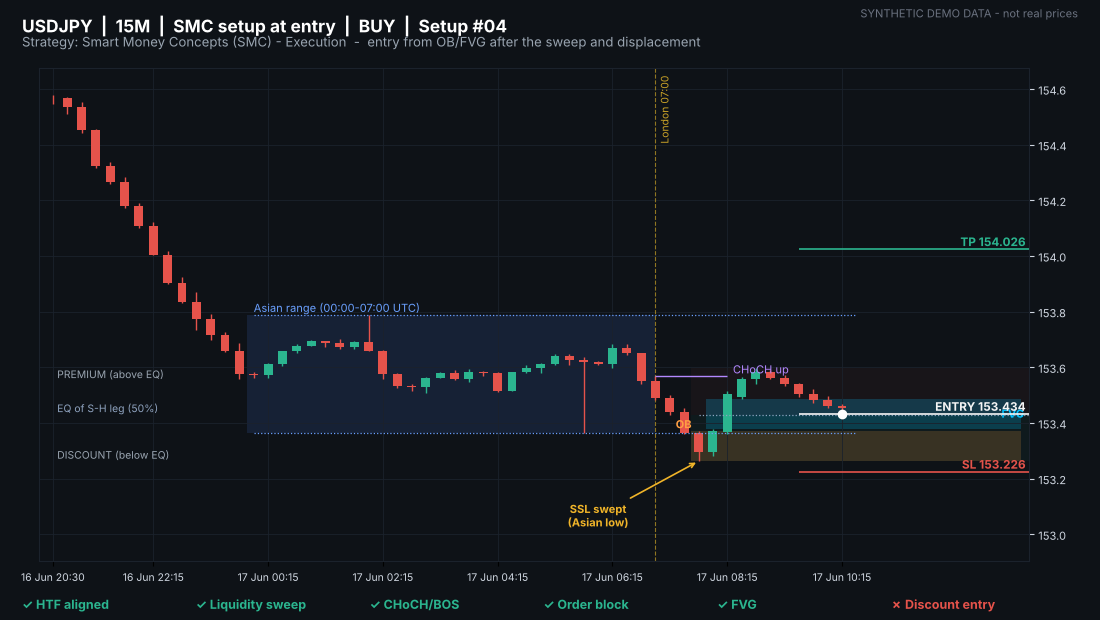 SYNTHETIC DEMO DATA - not real prices
USDJPY | 15M | SMC setup at entry | BUY | Setup #04
Strategy: Smart Money Concepts (SMC) - Execution - entry from OB/FVG after the sweep and displacement
London 07:00
154.6
154.4
154.2
TP 154.026
154.0
Asian range (00:00-07:00 UTC)
153.8
PREMIUM (above EQ)
CHoCH up
153.6
EQ of S-H leg (50%)
ENTRY 153.434
FVG
OB
153.4
DISCOUNT (below EQ)
SL 153.226
153.2
SSL swept
(Asian low)
153.0
16 Jun 20:30 16 Jun 22:15 17 Jun 00:15 17 Jun 02:15 17 Jun 04:15 17 Jun 06:15 17 Jun 08:15 17 Jun 10:15
✓ HTF aligned ✓ Liquidity sweep ✓ CHoCH/BOS ✓ Order block ✓ FVG × Discount entry